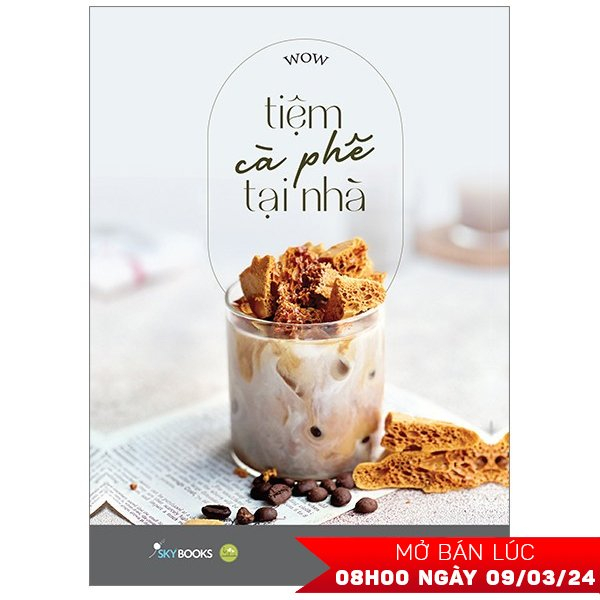 WOW
tiệm
cà phê
tại nhà
SKYBOOKS
MỞ BÁN LÚC
08H00 NGÀY 09/03/24